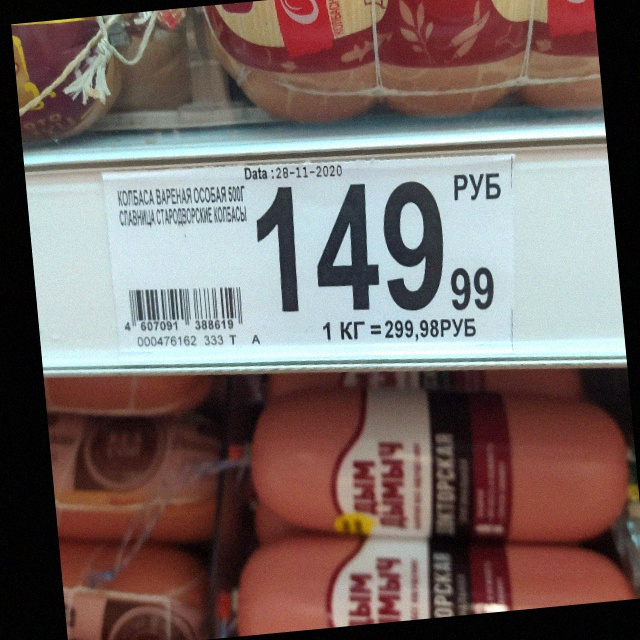 Data :28-11-2020
КОЛБАСА ВАРЕНАЯ ОСОБАЯ 500Г
СЛАВНИЦА СТАРОДВОРСКИЕ КОЛБАСЫ
149 99 РУБ
1 КГ = 299,98РУБ
4 607091 388619
000476162 333 Т А
ДЫМ ДЫМЫЧ
ДОКТОРСКАЯ
ДЫМ ДЫМЫЧ